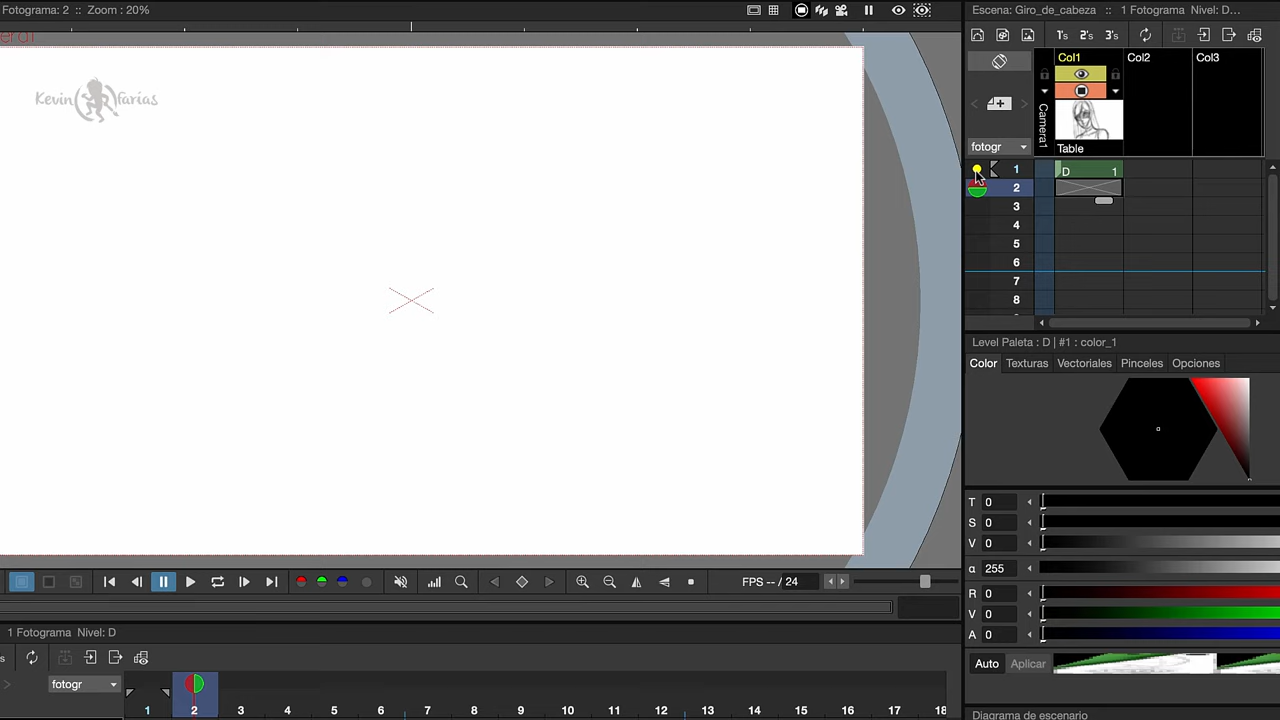 Fotograma: 2 :: Zoom : 20%
Kevin farias
Escena: Giro_de_cabeza :: 1 Fotograma Nivel: D...
1's 2's 3's
Col1 Col2 Col3
Camera1
fotogr
Table
1 D 1
2
3
4
5
6
7
8
Level Paleta : D | #1 : color_1
Color Texturas Vectoriales Pinceles Opciones
T 0
S 0
V 0
α 255
R 0
V 0
A 0
Auto Aplicar
Diagrama de escenario
FPS -- / 24
1 Fotograma Nivel: D
s
fotogr
1 2 3 4 5 6 7 8 9 10 11 12 13 14 15 16 17 18